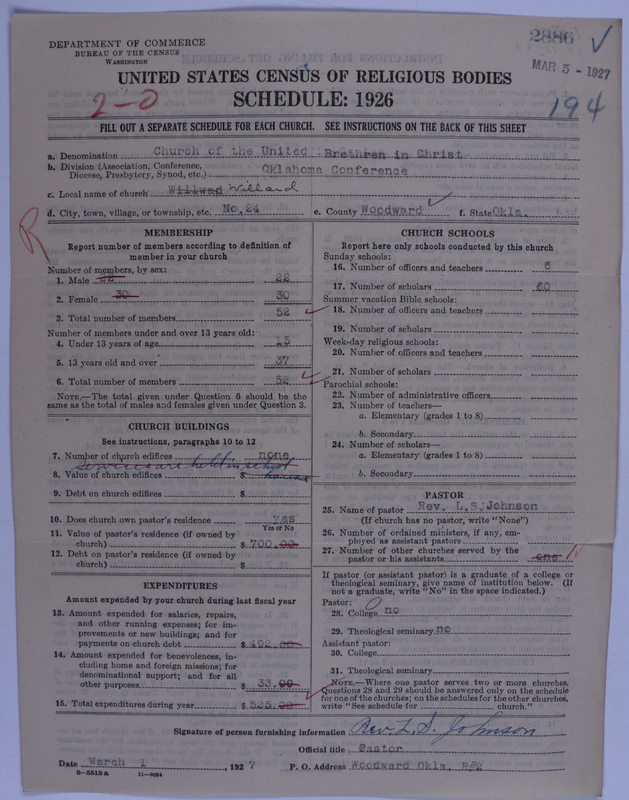 2886
MAR 5 - 1927
194
DEPARTMENT OF COMMERCE
BUREAU OF THE CENSUS
WASHINGTON
UNITED STATES CENSUS OF RELIGIOUS BODIES
SCHEDULE: 1926
2-0
FILL OUT A SEPARATE SCHEDULE FOR EACH CHURCH. SEE INSTRUCTIONS ON THE BACK OF THIS SHEET
a. Denomination Church of the United Brethren in Christ
b. Division (Association, Conference, Diocese, Presbytery, Synod, etc.) Oklahoma Conference
c. Local name of church Willwad Willard
d. City, town, village, or township, etc. No. 24 e. County Woodward f. State Okla.
R
MEMBERSHIP
Report number of members according to definition of
member in your church
Number of members, by sex:
1. Male 22 22
2. Female 30 30
3. Total number of members 52
Number of members under and over 13 years old:
4. Under 13 years of age 15
5. 13 years old and over 37
6. Total number of members 52
NOTE.—The total given under Question 6 should be
same as the total of males and females given under Question 3.
CHURCH BUILDINGS
See instructions, paragraphs 10 to 12
7. Number of church edifices none
Services are held in school
8. Value of church edifices $ house
9. Debt on church edifices $
10. Does church own pastor's residence yes
Yes or No
11. Value of pastor's residence (if owned by
church) $ 700.00
12. Debt on pastor's residence (if owned by
church) $
EXPENDITURES
Amount expended by your church during last fiscal year
13. Amount expended for salaries, repairs,
and other running expenses; for im-
provements or new buildings; and for
payments on church debt $ 492.00
14. Amount expended for benevolences, in-
cluding home and foreign missions; for
denominational support; and for all
other purposes $ 33.00
15. Total expenditures during year $ 525.00
CHURCH SCHOOLS
Report here only schools conducted by this church
Sunday schools:
16. Number of officers and teachers 6
17. Number of scholars 60
Summer vacation Bible schools:
18. Number of officers and teachers
19. Number of scholars
Week-day religious schools:
20. Number of officers and teachers
21. Number of scholars
Parochial schools:
22. Number of administrative officers
23. Number of teachers—
a. Elementary (grades 1 to 8)
b. Secondary
24. Number of scholars—
a. Elementary (grades 1 to 8)
b. Secondary
PASTOR
25. Name of pastor Rev. L.S. Johnson
(If church has no pastor, write "None")
26. Number of ordained ministers, if any, em-
ployed as assistant pastors
27. Number of other churches served by the
pastor or his assistants one
If pastor (or assistant pastor) is a graduate of a college or
theological seminary, give name of institution below. (If
not a graduate, write "No" in the space indicated.)
Pastor:
28. College no
29. Theological seminary no
Assistant pastor:
30. College
31. Theological seminary
NOTE.—Where one pastor serves two or more churches,
Questions 28 and 29 should be answered only on the schedule
for one of the churches; on the schedules for the other churches,
write "See schedule for church."
Signature of person furnishing information Rev. L. S. Johnson
Official title Pastor
Date March 1, 1927 P. O. Address Woodward Okla. R#2
8-5513a 11-9054